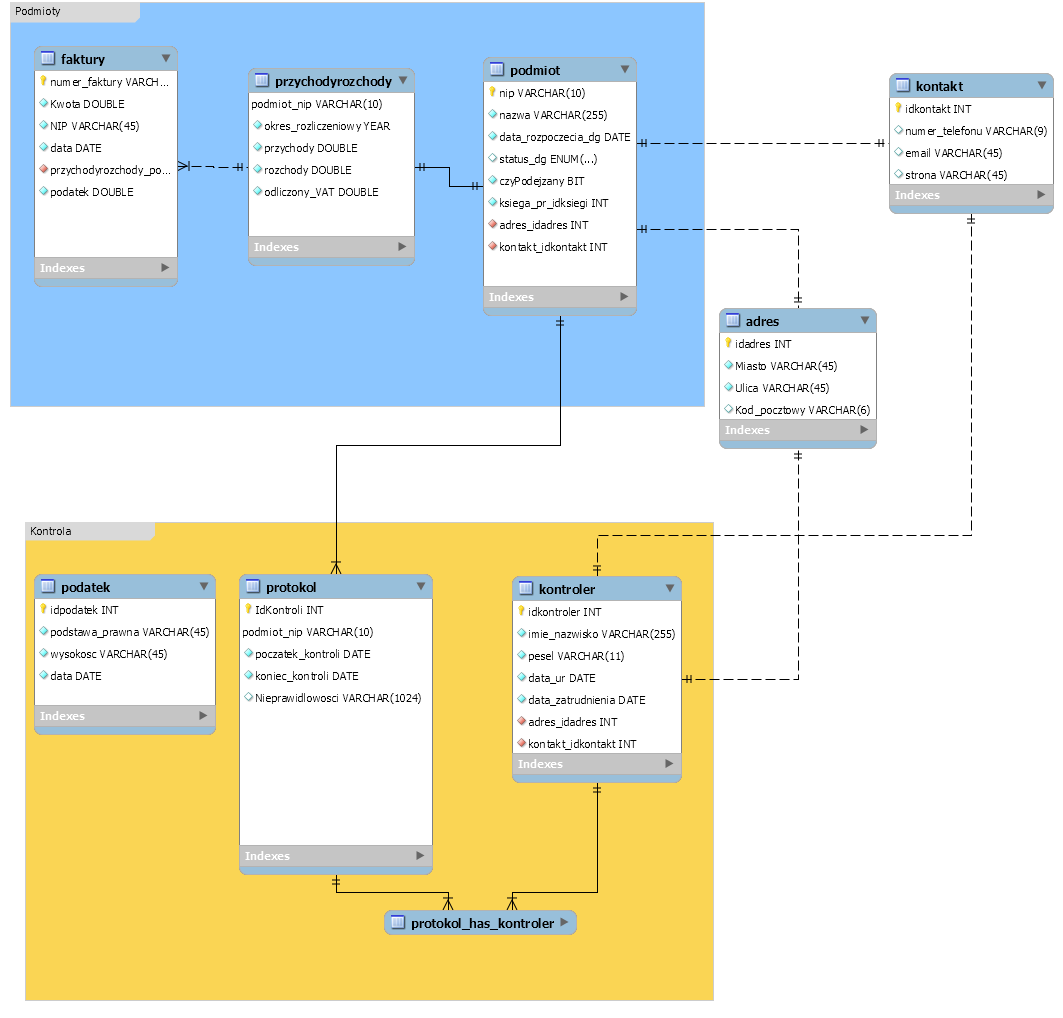 Podmioty
faktury
numer_faktury VARCH...
Kwota DOUBLE
NIP VARCHAR(45)
data DATE
przychodyrozchody_po...
podatek DOUBLE
Indexes
przychodyrozchody
podmiot_nip VARCHAR(10)
okres_rozliczeniowy YEAR
przychody DOUBLE
rozchody DOUBLE
odliczony_VAT DOUBLE
Indexes
podmiot
nip VARCHAR(10)
nazwa VARCHAR(255)
data_rozpoczecia_dg DATE
status_dg ENUM(...)
czyPodejzany BIT
ksiega_pr_idksiegi INT
adres_idadres INT
kontakt_idkontakt INT
Indexes
kontakt
idkontakt INT
numer_telefonu VARCHAR(9)
email VARCHAR(45)
strona VARCHAR(45)
Indexes
adres
idadres INT
Miasto VARCHAR(45)
Ulica VARCHAR(45)
Kod_pocztowy VARCHAR(6)
Indexes
Kontrola
podatek
idpodatek INT
podstawa_prawna VARCHAR(45)
wysokosc VARCHAR(45)
data DATE
Indexes
protokol
IdKontroli INT
podmiot_nip VARCHAR(10)
poczatek_kontroli DATE
koniec_kontroli DATE
Nieprawidlowosci VARCHAR(1024)
Indexes
kontroler
idkontroler INT
imie_nazwisko VARCHAR(255)
pesel VARCHAR(11)
data_ur DATE
data_zatrudnienia DATE
adres_idadres INT
kontakt_idkontakt INT
Indexes
protokol_has_kontroler